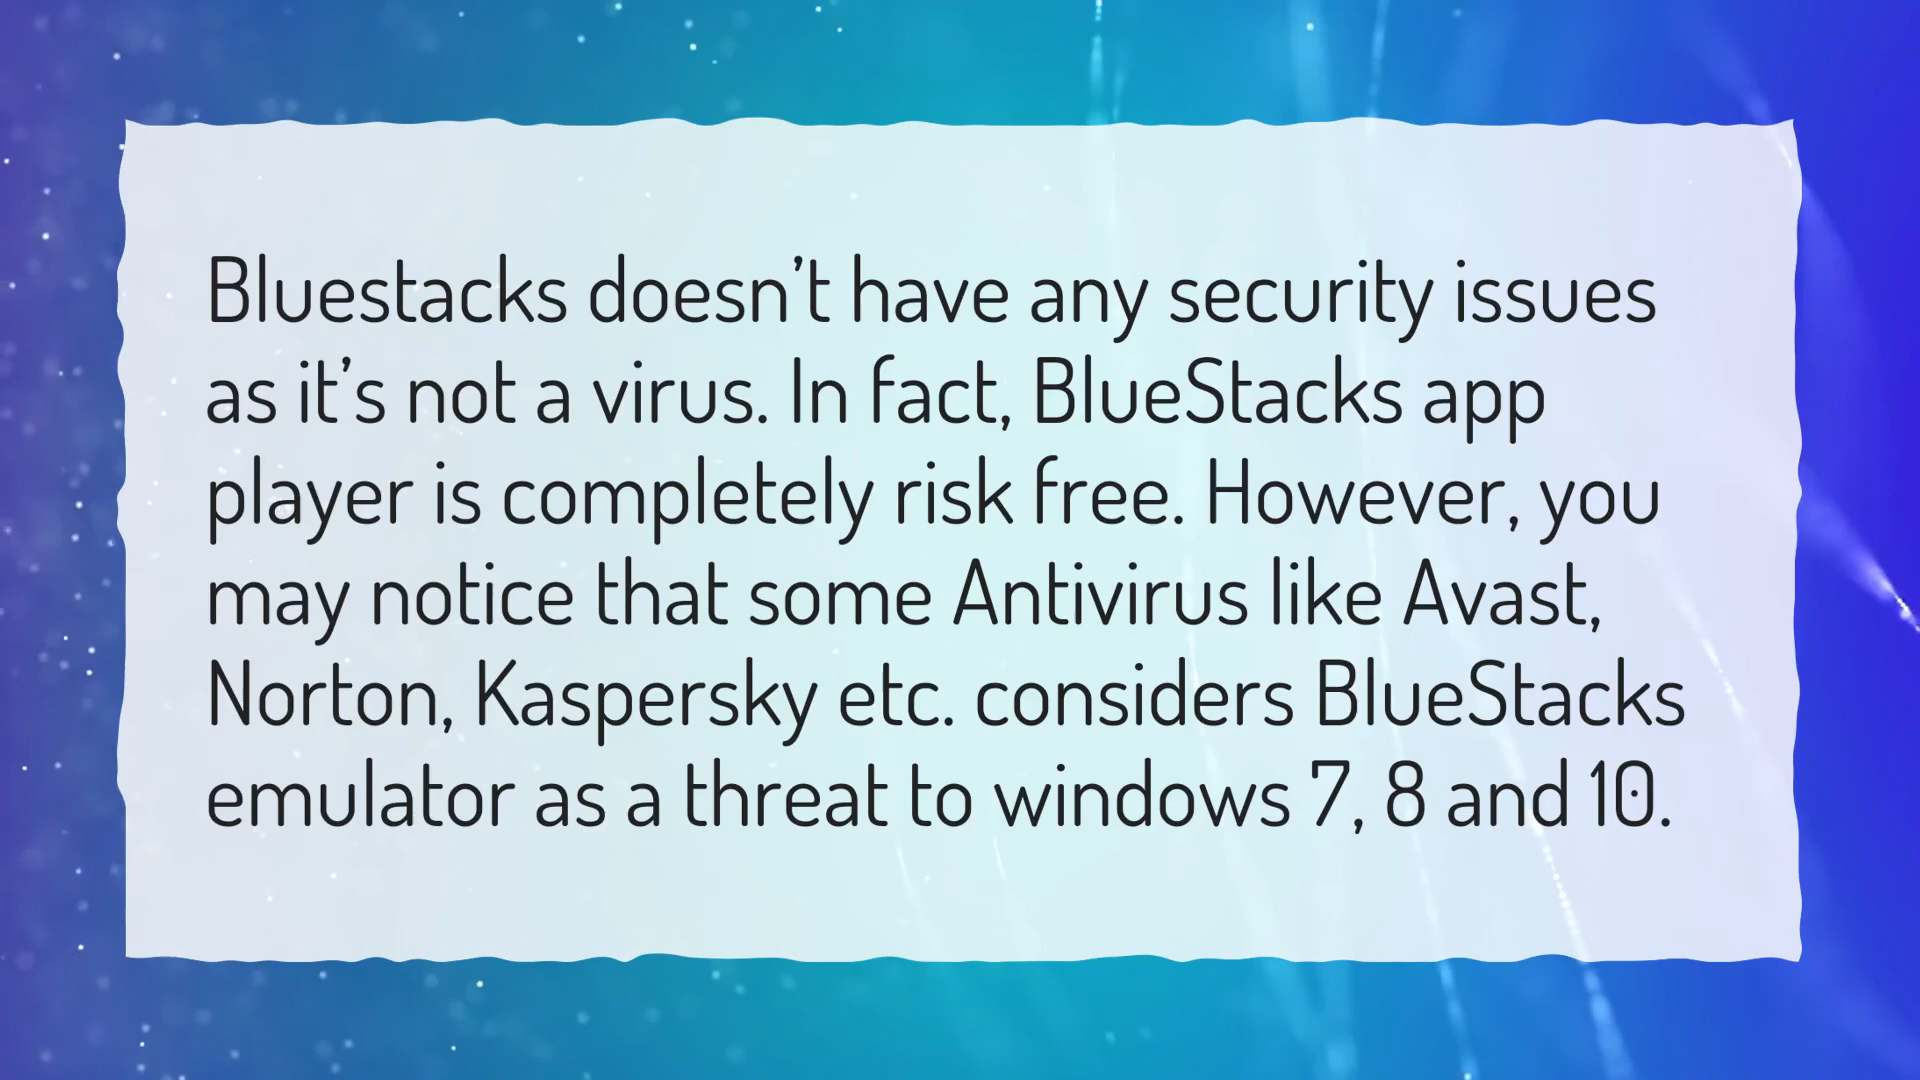 Bluestacks doesn’t have any security issues
as it’s not a virus. In fact, BlueStacks app
player is completely risk free. However, you
may notice that some Antivirus like Avast,
Norton, Kaspersky etc. considers BlueStacks
emulator as a threat to windows 7, 8 and 10.